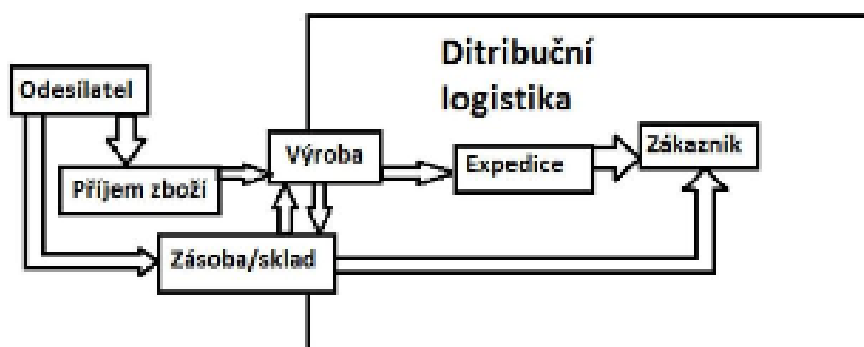 Ditribuční
logistika
Odesílatel
Výroba
Zákazník
Expedice
Příjem zboží
Zásoba/sklad